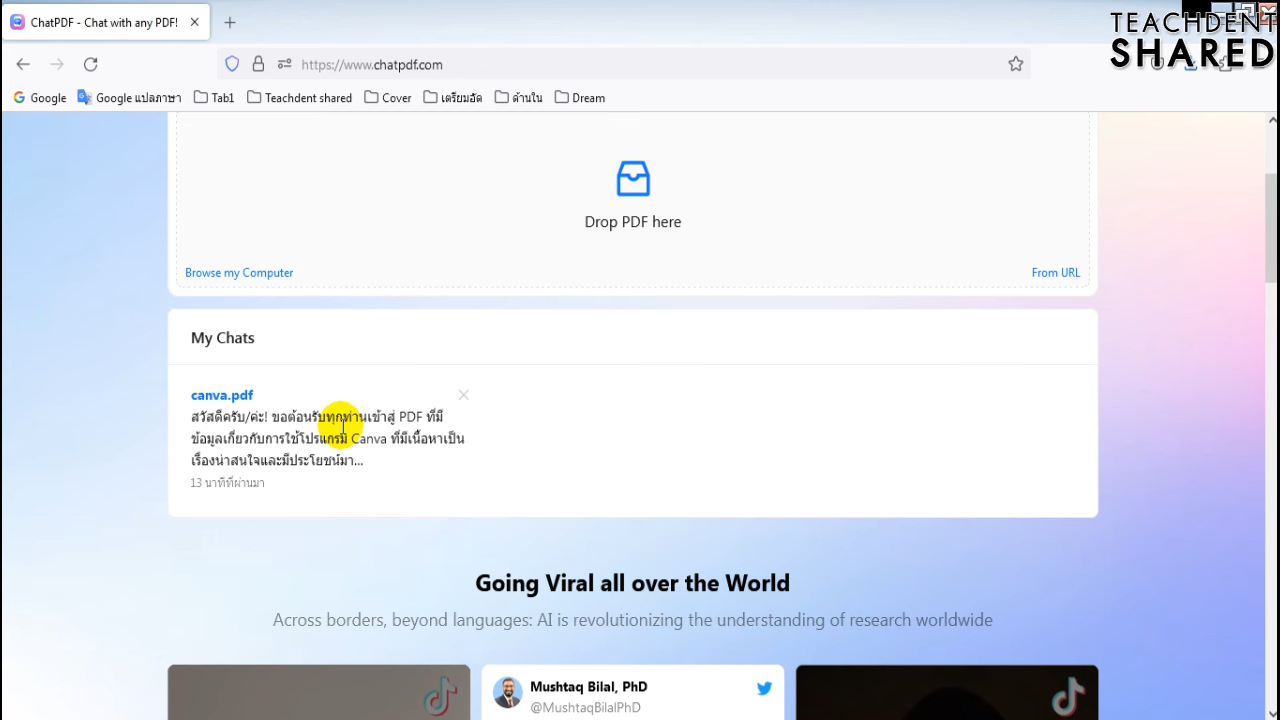 ChatPDF - Chat with any PDF!
TEACHDENT
SHARED
https://www.chatpdf.com
Google
Google แปลภาษา
Tab1
Teachdent shared
Cover
เตรียมอัด
ด้านใน
Dream
Drop PDF here
Browse my Computer
From URL
My Chats
canva.pdf
สวัสดีครับ/ค่ะ! ขอต้อนรับทุกท่านเข้าสู่ PDF ที่มี
ข้อมูลเกี่ยวกับการใช้โปรแกรม Canva ที่มีเนื้อหาเป็น
เรื่องน่าสนใจและมีประโยชน์มา...
13 นาทีที่ผ่านมา
Going Viral all over the World
Across borders, beyond languages: AI is revolutionizing the understanding of research worldwide
Mushtaq Bilal, PhD
@MushtaqBilalPhD